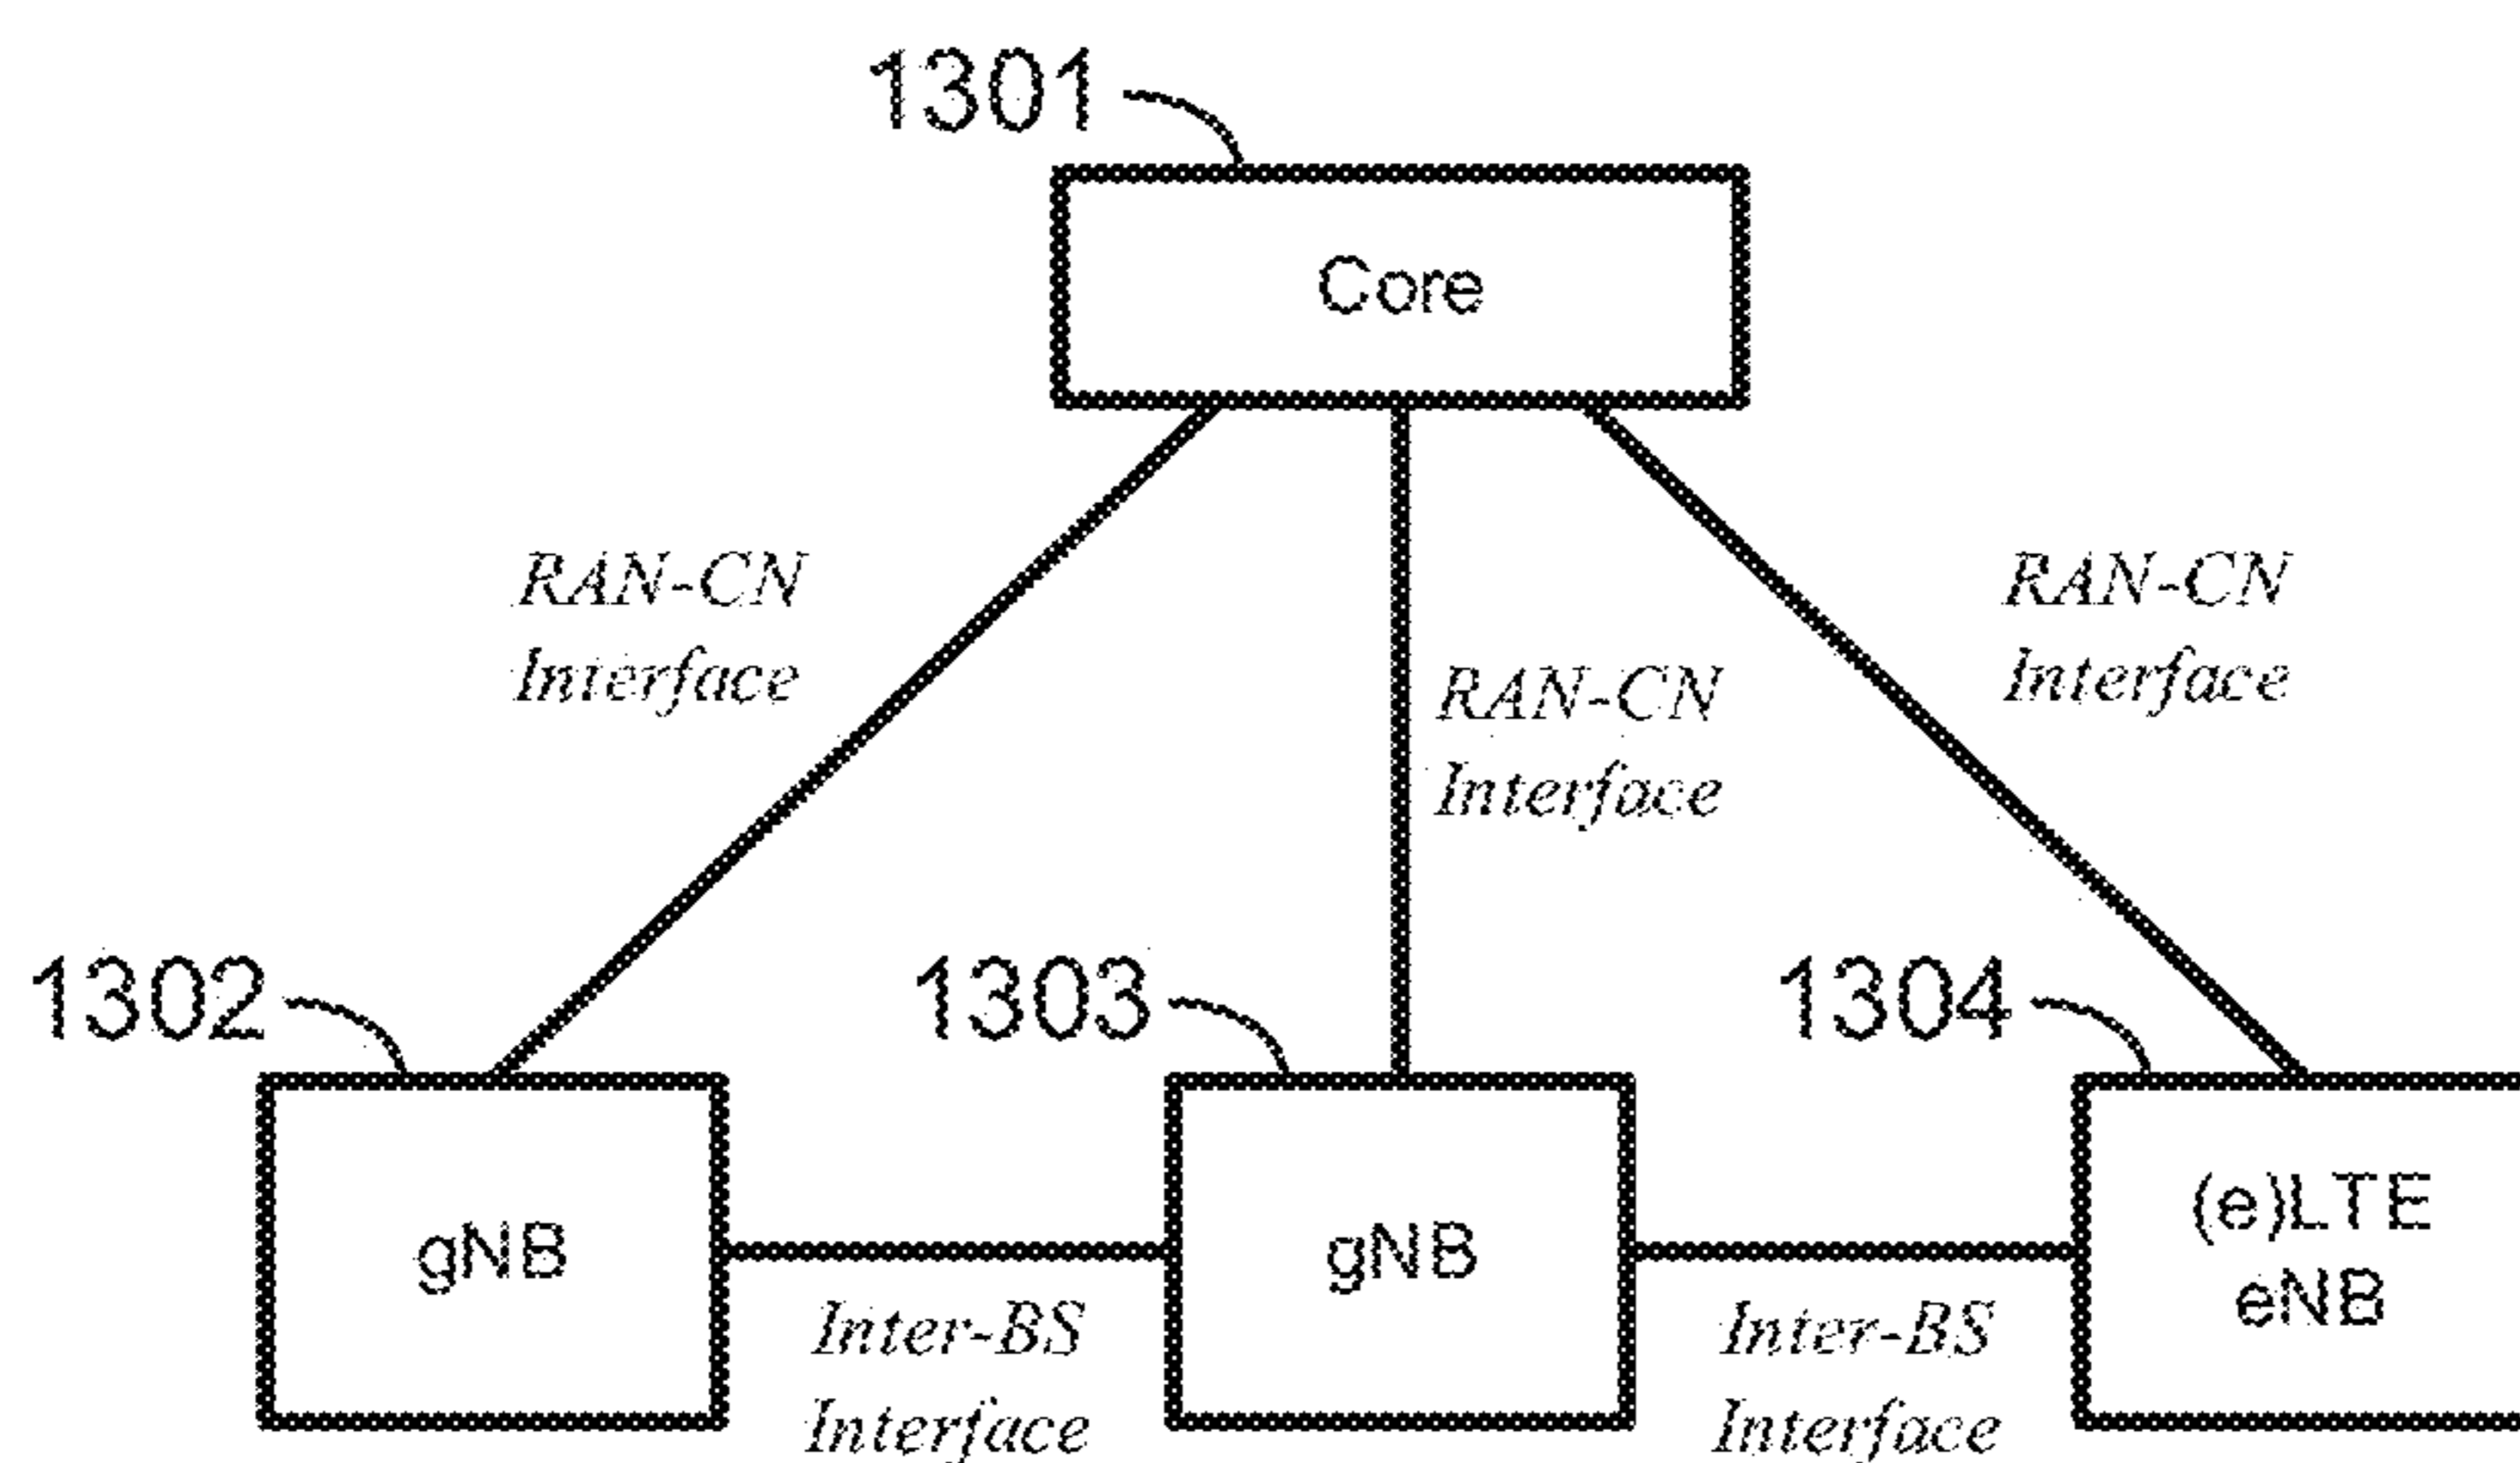 1301
Core
RAN-CN
Interface
RAN-CN
Interface
RAN-CN
Interface
1302
1303
1304
gNB
gNB
(e)LTE
eNB
Inter-BS
Interface
Inter-BS
Interface